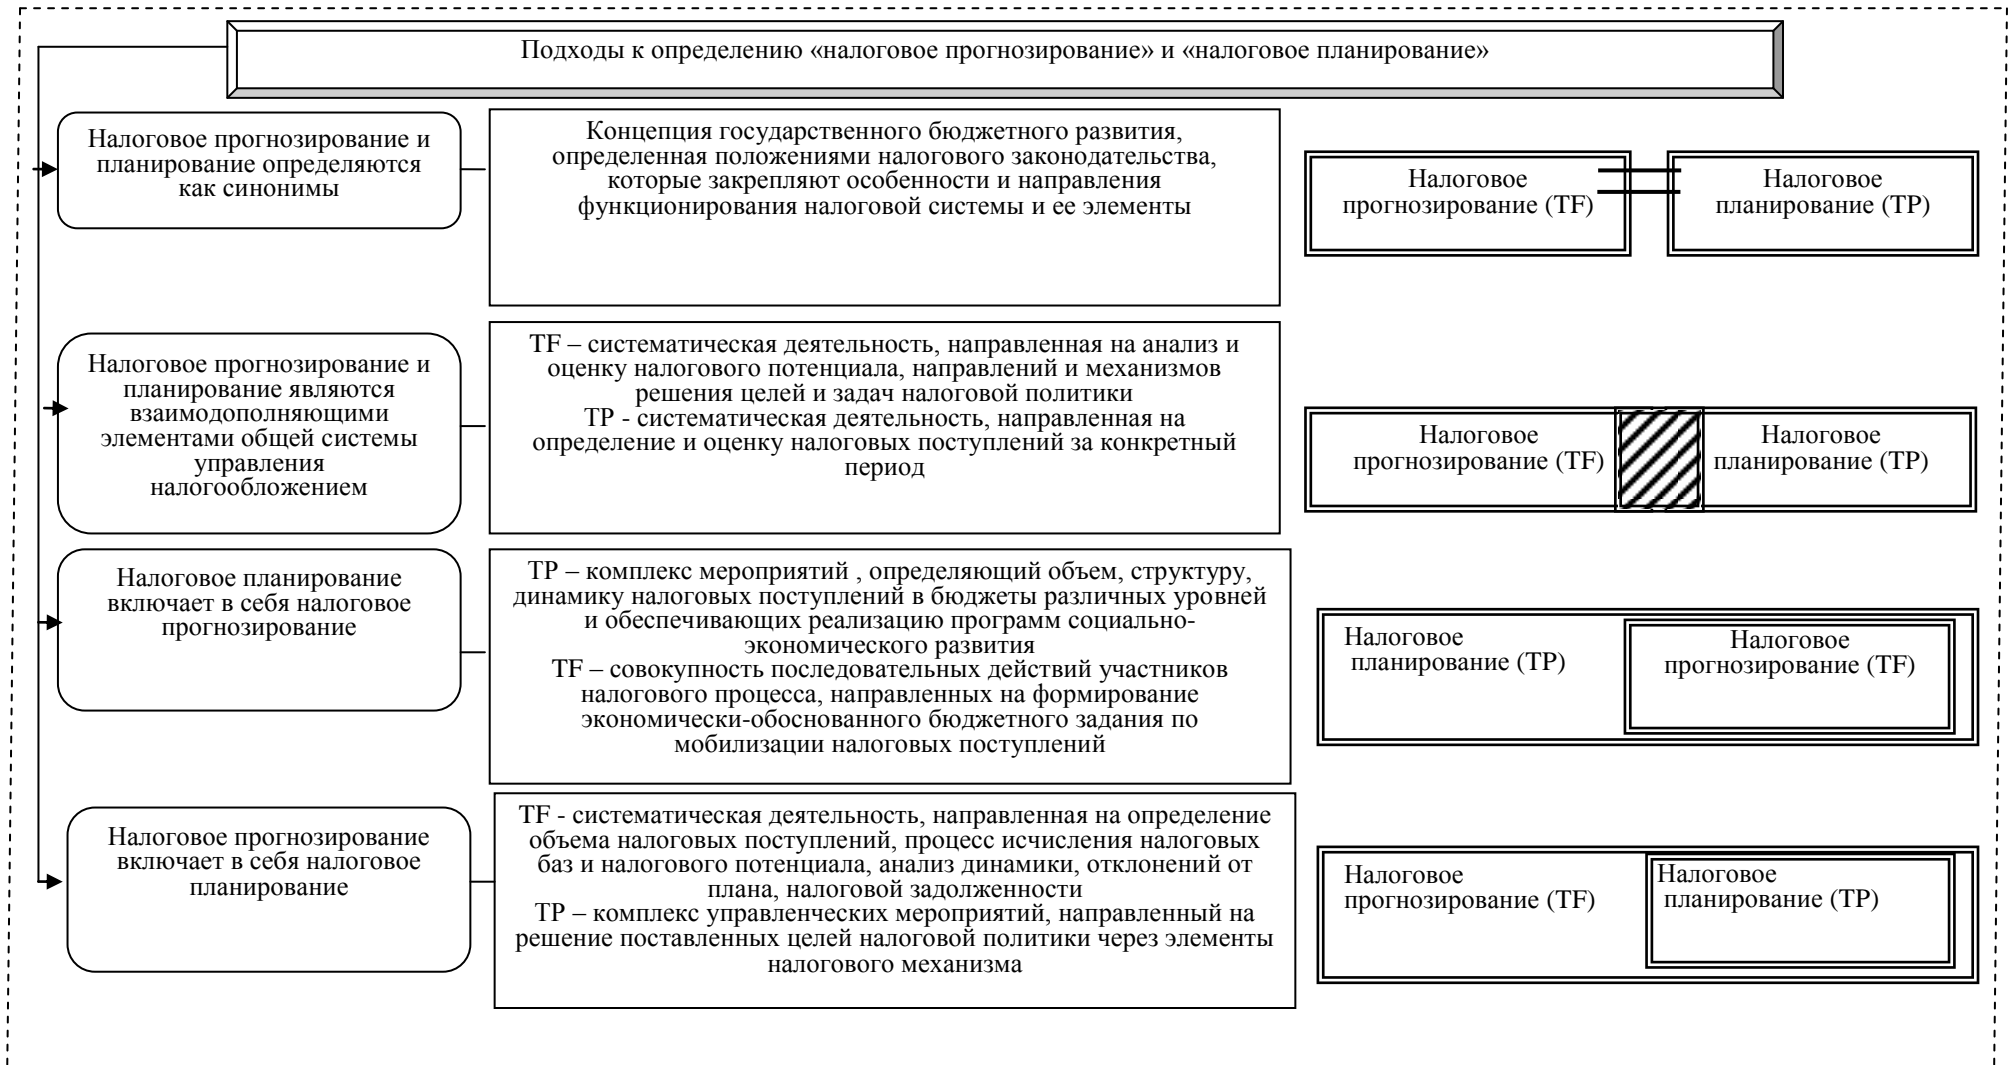 Подходы к определению «налоговое прогнозирование» и «налоговое планирование»
Налоговое прогнозирование и
планирование определяются
как синонимы
Концепция государственного бюджетного развития,
определенная положениями налогового законодательства,
которые закрепляют особенности и направления
функционирования налоговой системы и ее элементы
Налоговое
прогнозирование (TF)
Налоговое
планирование (TP)
Налоговое прогнозирование и
планирование являются
взаимодополняющими
элементами общей системы
управления
налогообложением
TF – систематическая деятельность, направленная на анализ и
оценку налогового потенциала, направлений и механизмов
решения целей и задач налоговой политики
TP - систематическая деятельность, направленная на
определение и оценку налоговых поступлений за конкретный
период
Налоговое
прогнозирование (TF)
Налоговое
планирование (TP)
Налоговое планирование
включает в себя налоговое
прогнозирование
TP – комплекс мероприятий , определяющий объем, структуру,
динамику налоговых поступлений в бюджеты различных уровней
и обеспечивающих реализацию программ социально-
экономического развития
TF – совокупность последовательных действий участников
налогового процесса, направленных на формирование
экономически-обоснованного бюджетного задания по
мобилизации налоговых поступлений
Налоговое
планирование (TP)
Налоговое
прогнозирование (TF)
Налоговое прогнозирование
включает в себя налоговое
планирование
TF - систематическая деятельность, направленная на определение
объема налоговых поступлений, процесс исчисления налоговых
баз и налогового потенциала, анализ динамики, отклонений от
плана, налоговой задолженности
TP – комплекс управленческих мероприятий, направленный на
решение поставленных целей налоговой политики через элементы
налогового механизма
Налоговое
прогнозирование (TF)
Налоговое
планирование (TP)